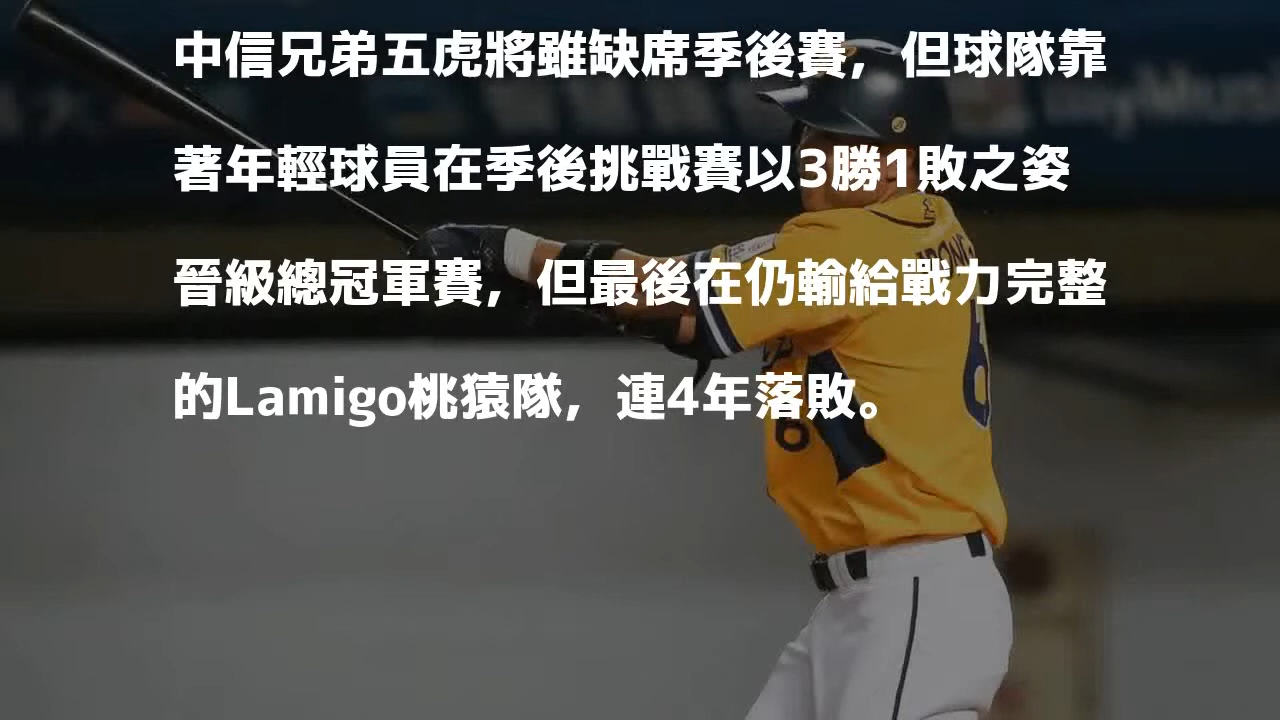 中信兄弟五虎將雖缺席季後賽，但球隊靠
著年輕球員在季後挑戰賽以3勝1敗之姿
晉級總冠軍賽，但最後在仍輸給戰力完整
的Lamigo桃猿隊，連4年落敗。
6
6